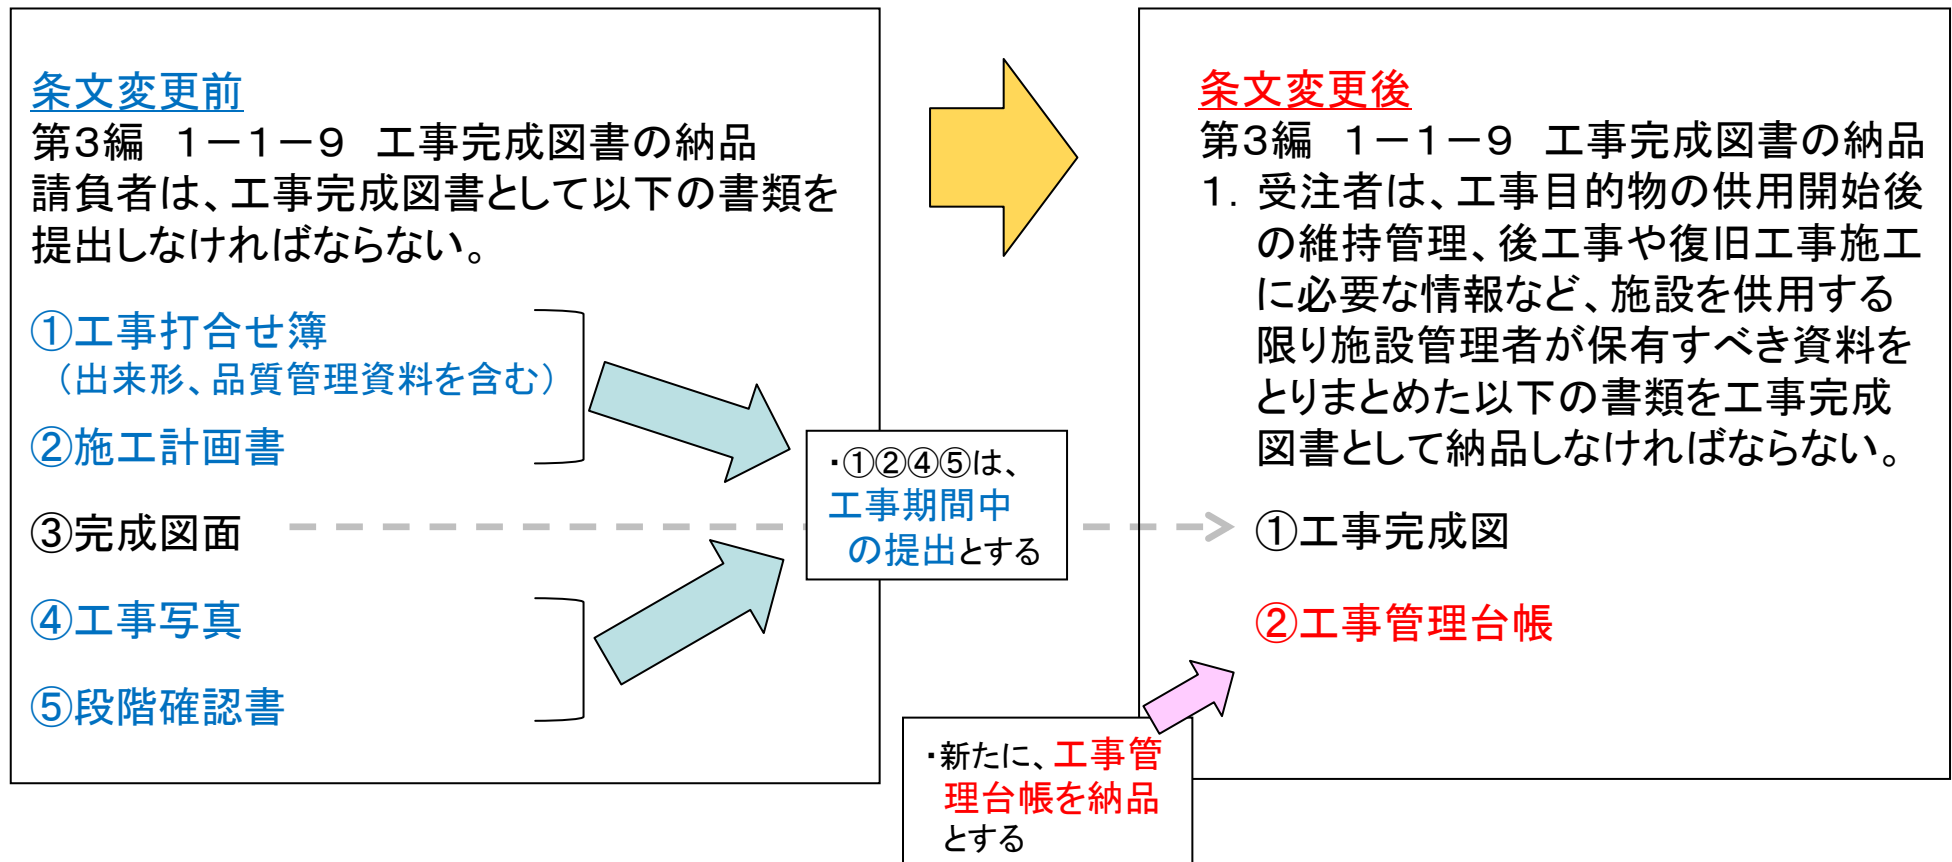 条文変更前
第3編　1－1－9　工事完成図書の納品
請負者は、工事完成図書として以下の書類を
提出しなければならない。
①工事打合せ簿
（出来形、品質管理資料を含む）
②施工計画書
③完成図面
④工事写真
⑤段階確認書
・①②④⑤は、
工事期間中
の提出とする
条文変更後
第3編　1－1－9　工事完成図書の納品
1．受注者は、工事目的物の供用開始後
の維持管理、後工事や復旧工事施工
に必要な情報など、施設を供用する
限り施設管理者が保有すべき資料を
とりまとめた以下の書類を工事完成
図書として納品しなければならない。
①工事完成図
②工事管理台帳
・新たに、工事管
理台帳を納品
とする